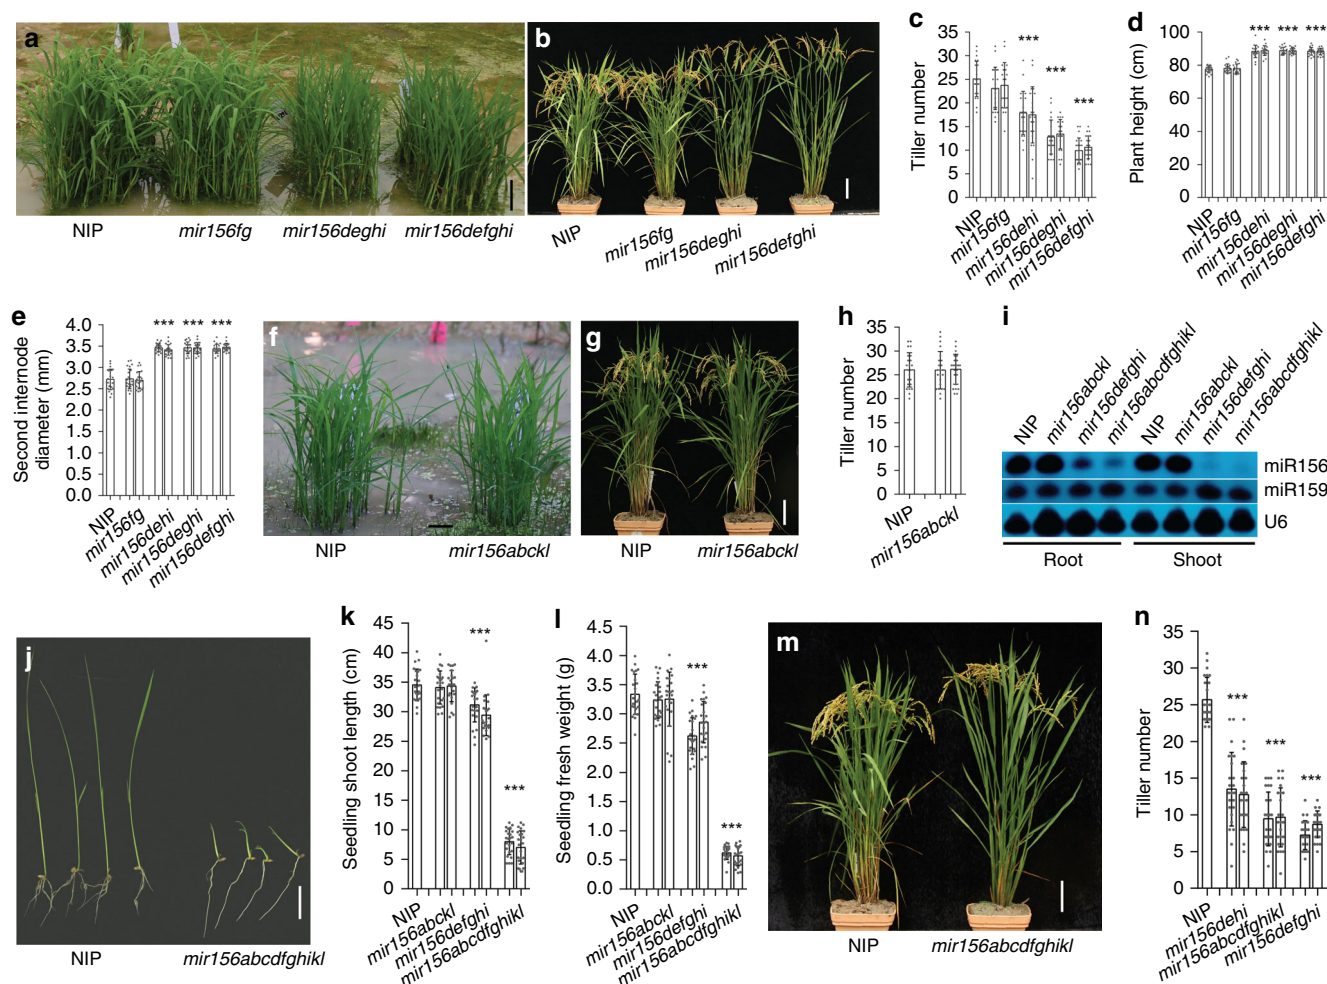 a
NIP
mir156fg
mir156deghi
mir156defghi
b
NIP
mir156fg
mir156deghi
mir156defghi
c
Tiller number
35
30
25
20
15
10
5
0
***
***
***
NIP
mir156fg
mir156dehi
mir156deghi
mir156defghi
d
Plant height (cm)
100
80
60
40
20
0
*** *** ***
NIP
mir156fg
mir156dehi
mir156deghi
mir156defghi
e
Second internode
diameter (mm)
4.0
3.5
3.0
2.5
2.0
1.5
1.0
0.5
0.0
*** *** ***
NIP
mir156fg
mir156dehi
mir156deghi
mir156defghi
f
NIP
mir156abckl
g
NIP
mir156abckl
h
Tiller number
35
30
25
20
15
10
5
0
NIP
mir156abckl
i
NIP
mir156abckl
mir156defghi
mir156abcdfghikl
NIP
mir156abckl
mir156defghi
mir156abcdfghikl
miR156
miR159
U6
Root
Shoot
j
NIP
mir156abcdfghikl
k
Seedling shoot length (cm)
45
40
35
30
25
20
15
10
5
0
***
***
NIP
mir156abckl
mir156defghi
mir156abcdfghikl
l
Seedling fresh weight (g)
4.5
4.0
3.5
3.0
2.5
2.0
1.5
1.0
0.5
0.0
***
***
NIP
mir156abckl
mir156defghi
mir156abcdfghikl
m
NIP
mir156abcdfghikl
n
Tiller number
35
30
25
20
15
10
5
0
***
***
***
NIP
mir156dehi
mir156abcdfghikl
mir156defghi